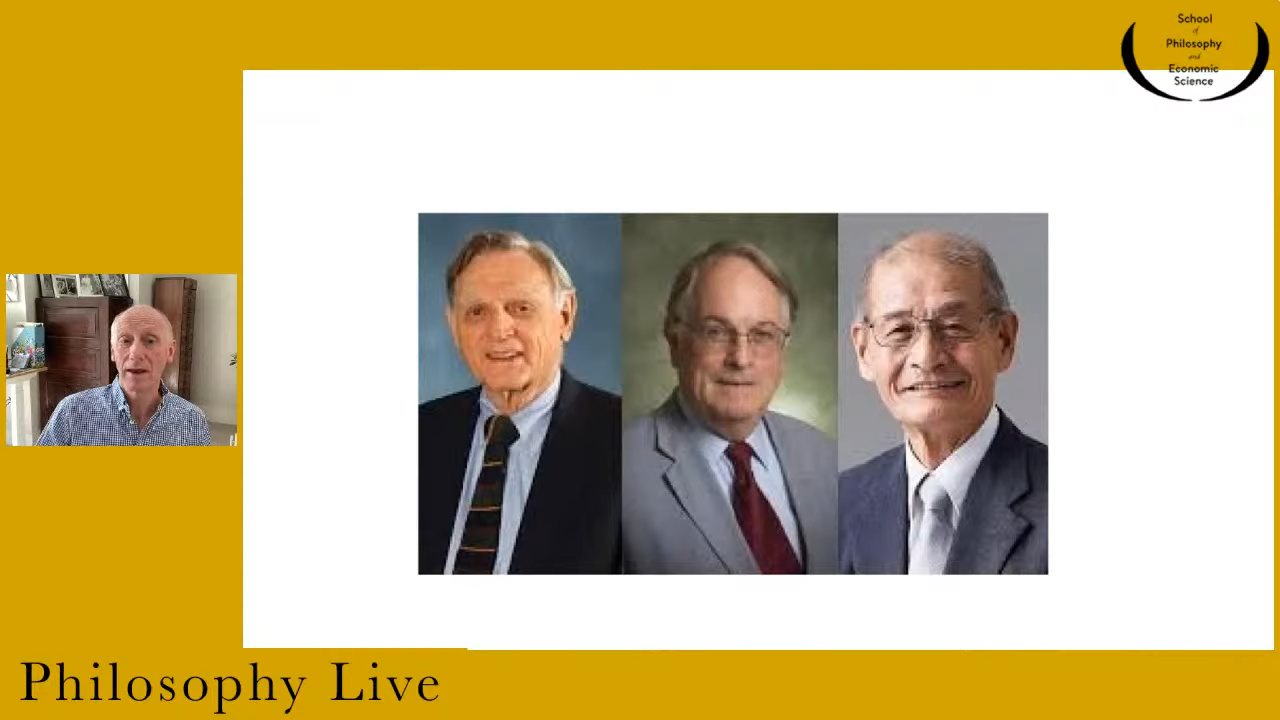 School
of
Philosophy
and
Economic
Science
Philosophy Live